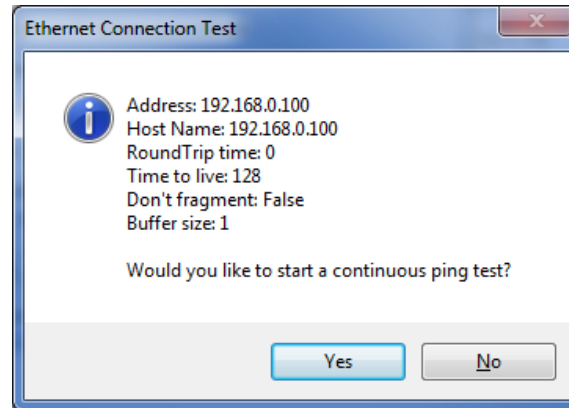 Ethernet Connection Test
Address: 192.168.0.100
Host Name: 192.168.0.100
RoundTrip time: 0
Time to live: 128
Don't fragment: False
Buffer size: 1
Would you like to start a continuous ping test?
Yes
No